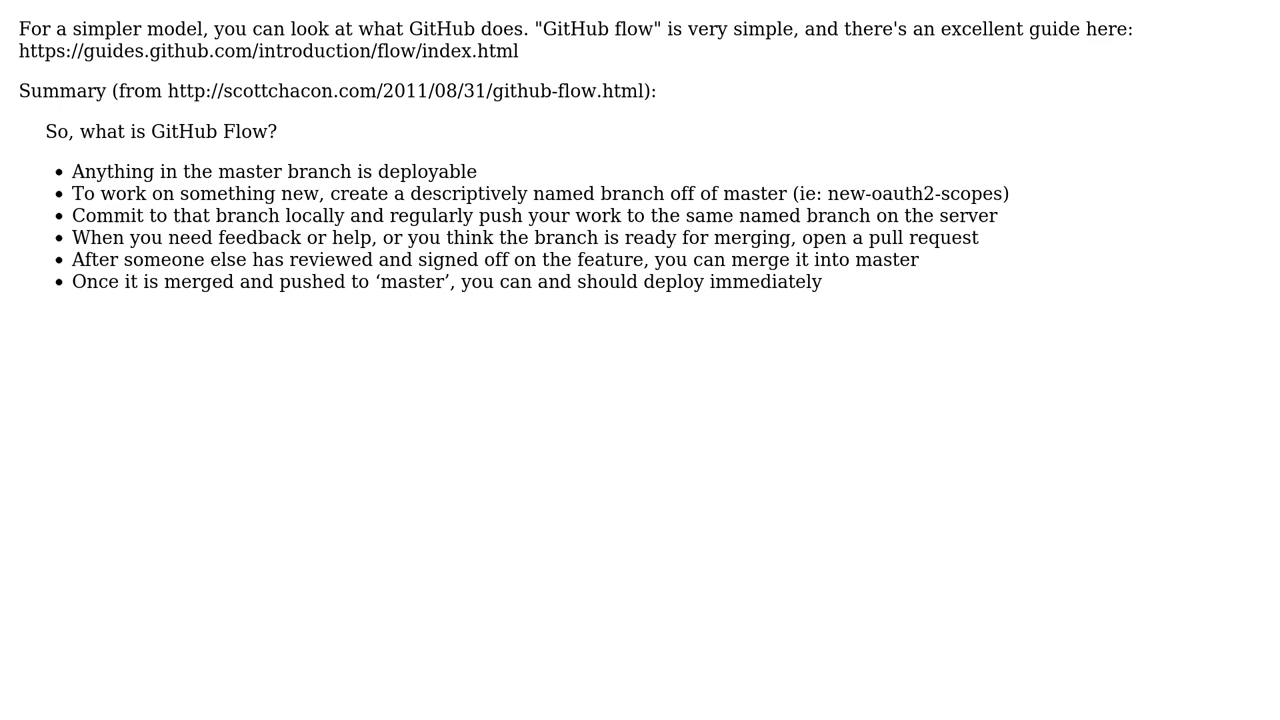 For a simpler model, you can look at what GitHub does. "GitHub flow" is very simple, and there's an excellent guide here:
https://guides.github.com/introduction/flow/index.html
Summary (from http://scottchacon.com/2011/08/31/github-flow.html):
So, what is GitHub Flow?
• Anything in the master branch is deployable
• To work on something new, create a descriptively named branch off of master (ie: new-oauth2-scopes)
• Commit to that branch locally and regularly push your work to the same named branch on the server
• When you need feedback or help, or you think the branch is ready for merging, open a pull request
• After someone else has reviewed and signed off on the feature, you can merge it into master
• Once it is merged and pushed to ‘master’, you can and should deploy immediately